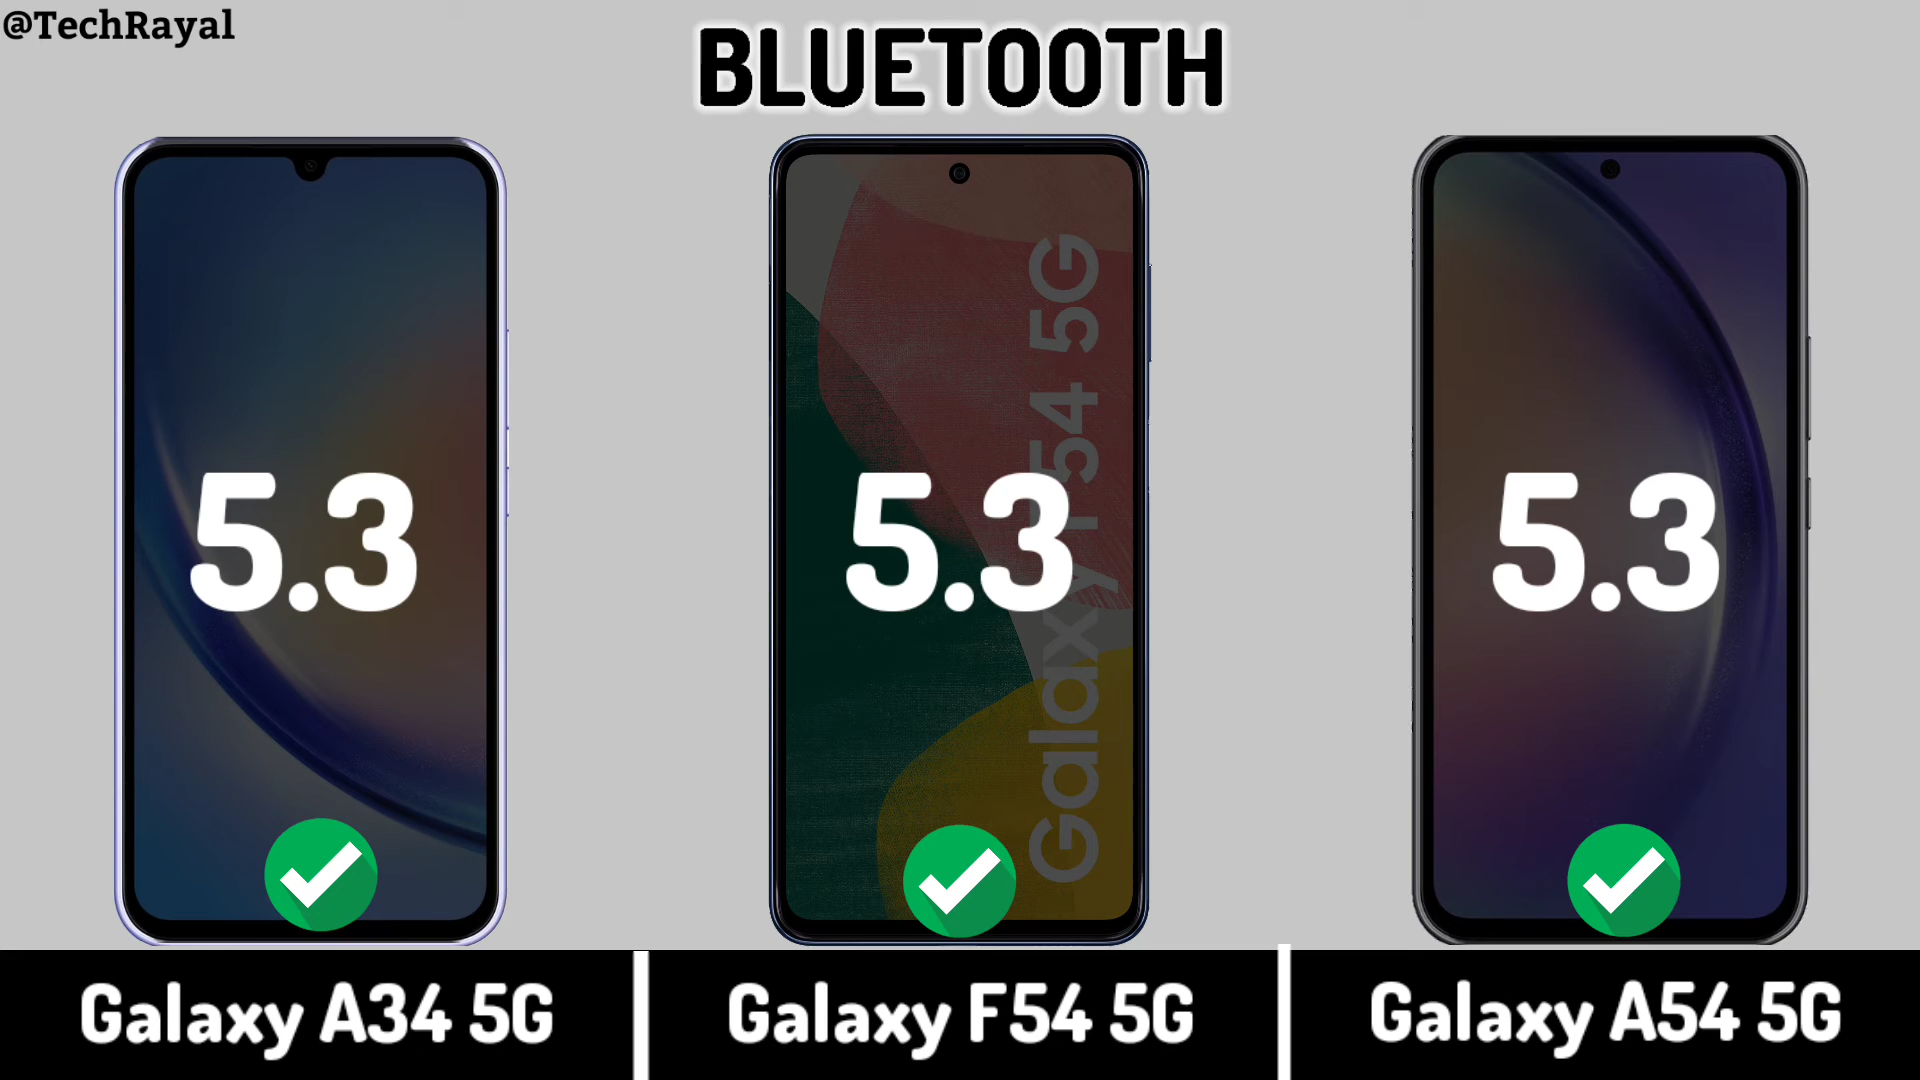 @TechRayal
BLUETOOTH
Galaxy F54 5G
5.3
5.3
5.3
Galaxy A34 5G
Galaxy F54 5G
Galaxy A54 5G